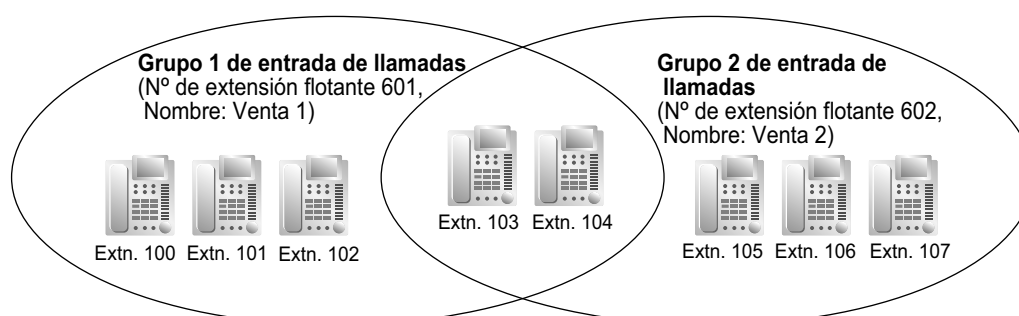 Grupo 1 de entrada de llamadas
(Nº de extensión flotante 601,
Nombre: Venta 1)
Grupo 2 de entrada de
llamadas
(Nº de extensión flotante 602,
Nombre: Venta 2)
Extn. 100 Extn. 101 Extn. 102
Extn. 103 Extn. 104
Extn. 105 Extn. 106 Extn. 107